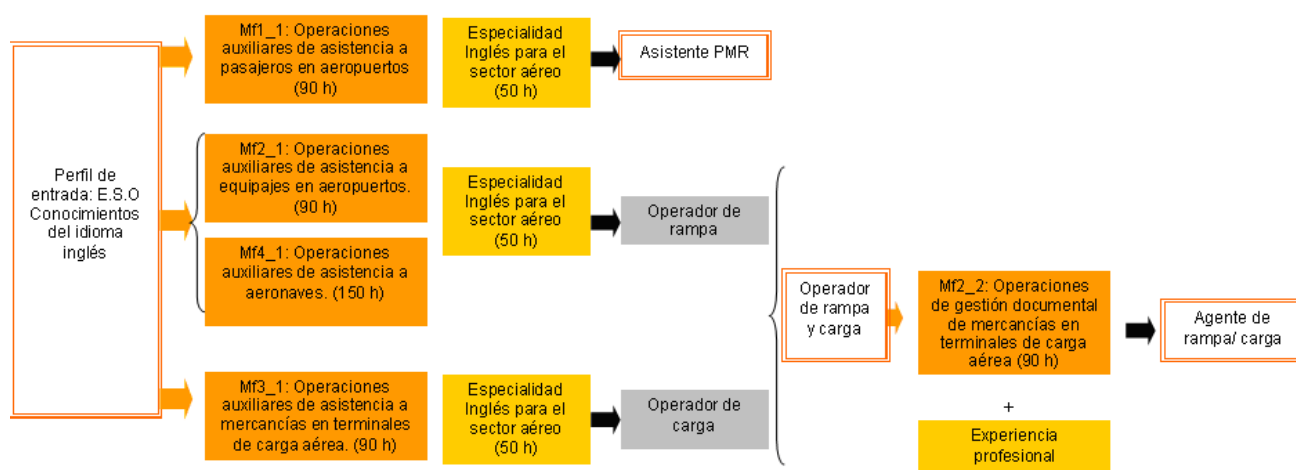 Perfil de
entrada: E.S.O
Conocimientos
del idioma
inglés
Mf1_1: Operaciones
auxiliares de asistencia a
pasajeros en aeropuertos
(90 h)
Especialidad
Inglés para el
sector aéreo
(50 h)
Asistente PMR
Mf2_1: Operaciones
auxiliares de asistencia a
equipajes en aeropuertos.
(90 h)
Mf4_1: Operaciones
auxiliares de asistencia a
aeronaves. (150 h)
Especialidad
Inglés para el
sector aéreo
(50 h)
Operador de
rampa
Mf3_1: Operaciones
auxiliares de asistencia a
mercancías en terminales
de carga aérea. (90 h)
Especialidad
Inglés para el
sector aéreo
(50 h)
Operador de
carga
Operador
de rampa
y carga
Mf2_2: Operaciones
de gestión documental
de mercancías en
terminales de carga
aérea (90 h)
+
Experiencia
profesional
Agente de
rampa/ carga